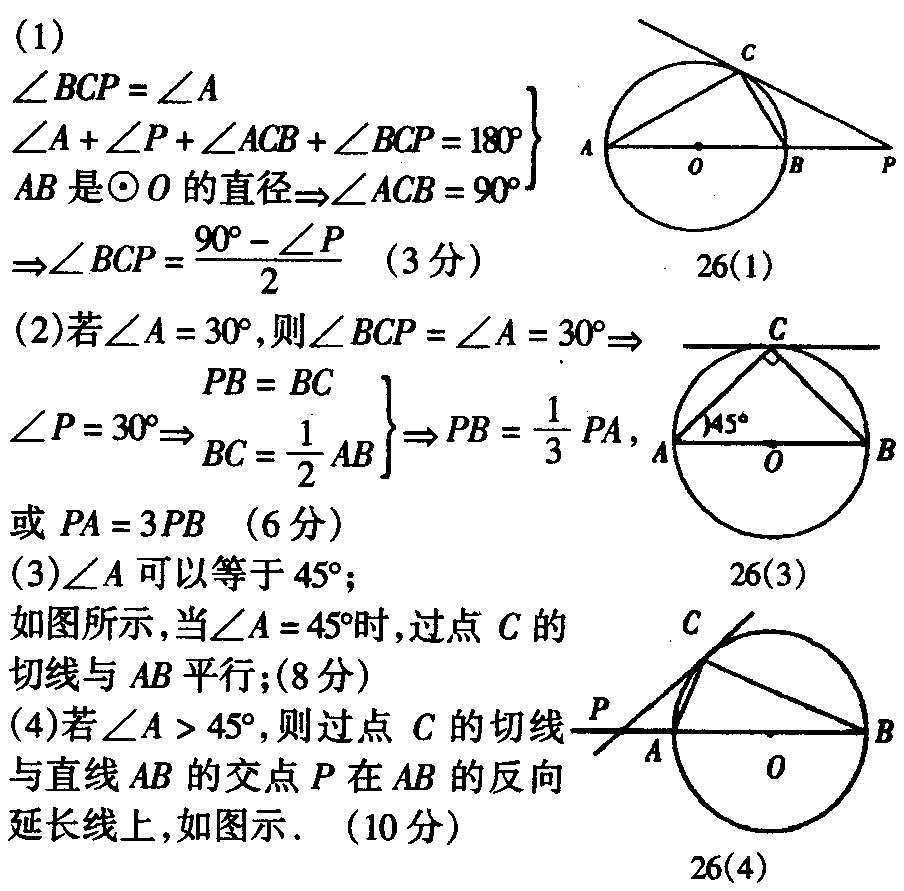 (1)
∠BCP = ∠A
∠A + ∠P + ∠ACB + ∠BCP = 180°
AB 是⊙O 的直径⇒∠ACB = 90°
⇒∠BCP = (90° - ∠P)/2 (3分)
C
A
O
B
P
26(1)
(2)若∠A = 30°,则∠BCP = ∠A = 30°⇒
∠P = 30°⇒
PB = BC
BC = 1/2 AB
⇒ PB = 1/3 PA,
或 PA = 3PB (6分)
C
45°
A
O
B
26(3)
(3)∠A 可以等于 45°;
如图所示,当∠A = 45°时,过点 C 的
切线与 AB 平行;(8分)
(4)若∠A > 45°,则过点 C 的切线
与直线 AB 的交点 P 在 AB 的反向
延长线上,如图示. (10分)
C
P
A
O
B
26(4)